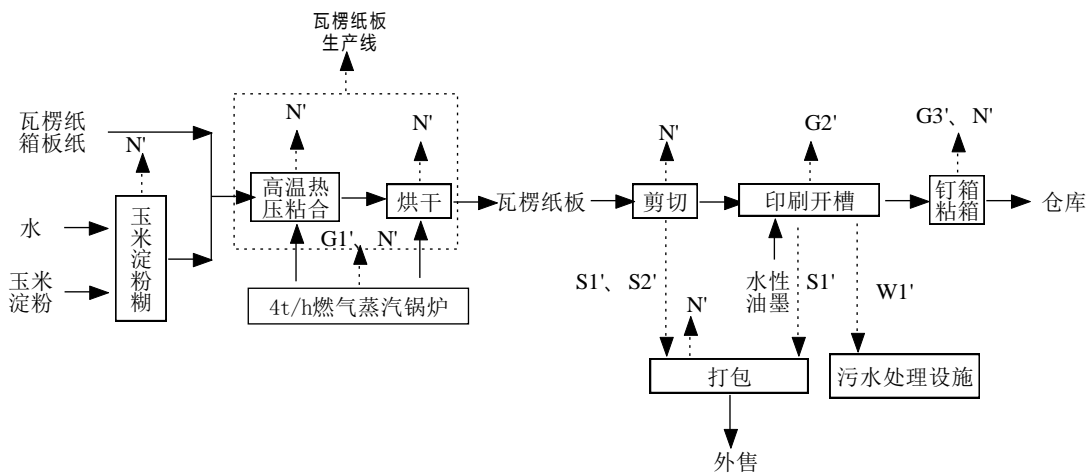 瓦楞纸板
生产线
瓦楞纸
箱板纸
N'
N'
N'
N'
G2'
G3'、N'
水
玉米
淀粉
玉米淀粉糊
高温热
压粘合
烘干
瓦楞纸板
剪切
印刷开槽
钉箱
粘箱
仓库
G1'、N'
4t/h燃气蒸汽锅炉
S1'、S2'
N'
水性
油墨
S1'
W1'
打包
污水处理设施
外售